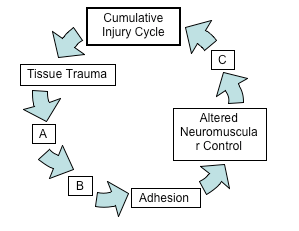 Cumulative
Injury Cycle
Tissue Trauma
A
B
Adhesion
Altered
Neuromuscula
r Control
C